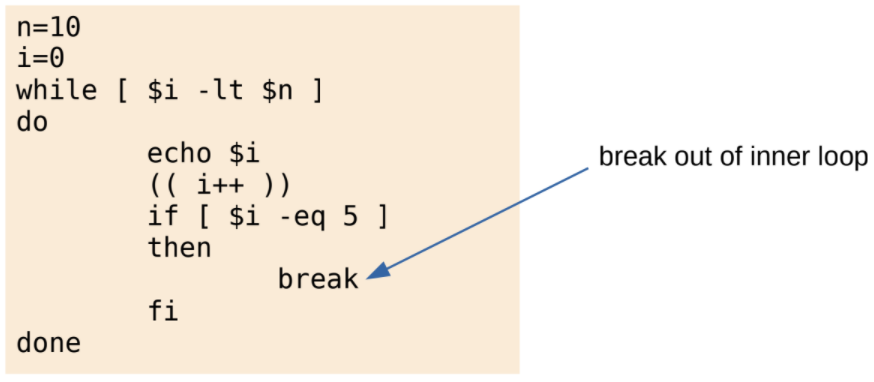 n=10
i=0
while [ $i -lt $n ]
do
echo $i
(( i++ ))
if [ $i -eq 5 ]
then
break
fi
done
break out of inner loop